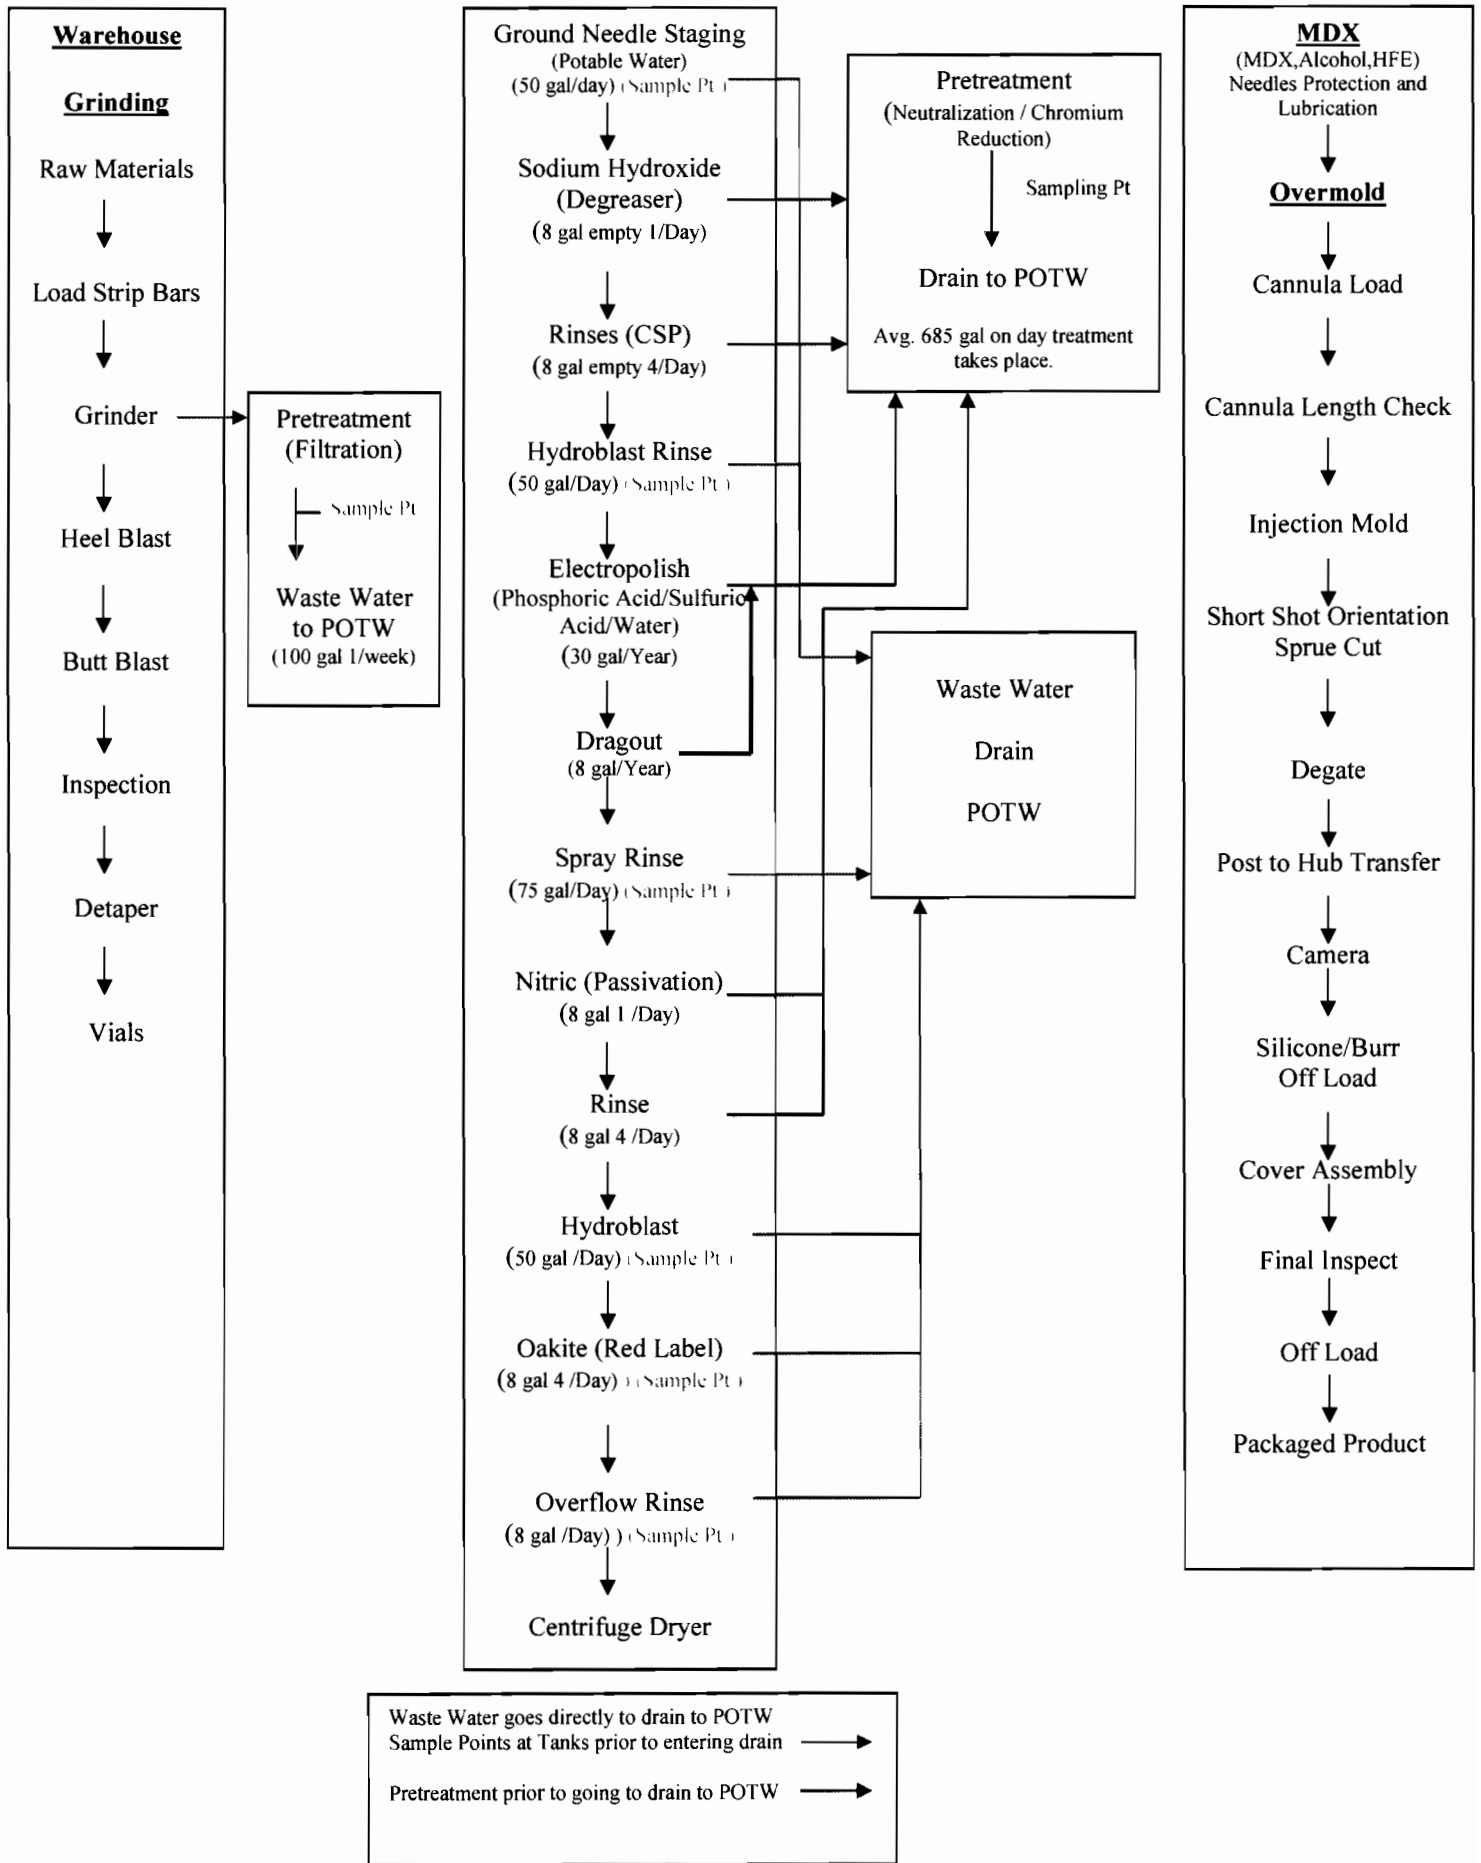 Warehouse
Grinding
Raw Materials
Load Strip Bars
Grinder
Heel Blast
Butt Blast
Inspection
Detaper
Vials
Pretreatment
(Filtration)
Sample Pt
Waste Water
to POTW
(100 gal 1/week)
Ground Needle Staging
(Potable Water)
(50 gal/day) (Sample Pt )
Sodium Hydroxide
(Degreaser)
(8 gal empty 1/Day)
Rinses (CSP)
(8 gal empty 4/Day)
Hydroblast Rinse
(50 gal/Day) (Sample Pt )
Electropolish
(Phosphoric Acid/Sulfuric
Acid/Water)
(30 gal/Year)
Dragout
(8 gal/Year)
Spray Rinse
(75 gal/Day) (Sample Pt )
Nitric (Passivation)
(8 gal 1 /Day)
Rinse
(8 gal 4 /Day)
Hydroblast
(50 gal /Day) (Sample Pt )
Oakite (Red Label)
(8 gal 4 /Day) ) (Sample Pt )
Overflow Rinse
(8 gal /Day) ) (Sample Pt )
Centrifuge Dryer
Pretreatment
(Neutralization / Chromium
Reduction)
Sampling Pt
Drain to POTW
Avg. 685 gal on day treatment
takes place.
Waste Water
Drain
POTW
MDX
(MDX,Alcohol,HFE)
Needles Protection and
Lubrication
Overmold
Cannula Load
Cannula Length Check
Injection Mold
Short Shot Orientation
Sprue Cut
Degate
Post to Hub Transfer
Camera
Silicone/Burr
Off Load
Cover Assembly
Final Inspect
Off Load
Packaged Product
Waste Water goes directly to drain to POTW
Sample Points at Tanks prior to entering drain
Pretreatment prior to going to drain to POTW